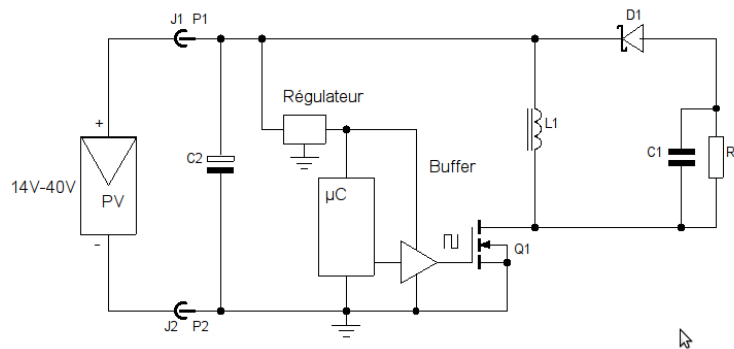 J1 P1
D1
Régulateur
+
L1
C2
Buffer
C1
R
14V-40V
PV
µC
Q1
-
J2 P2